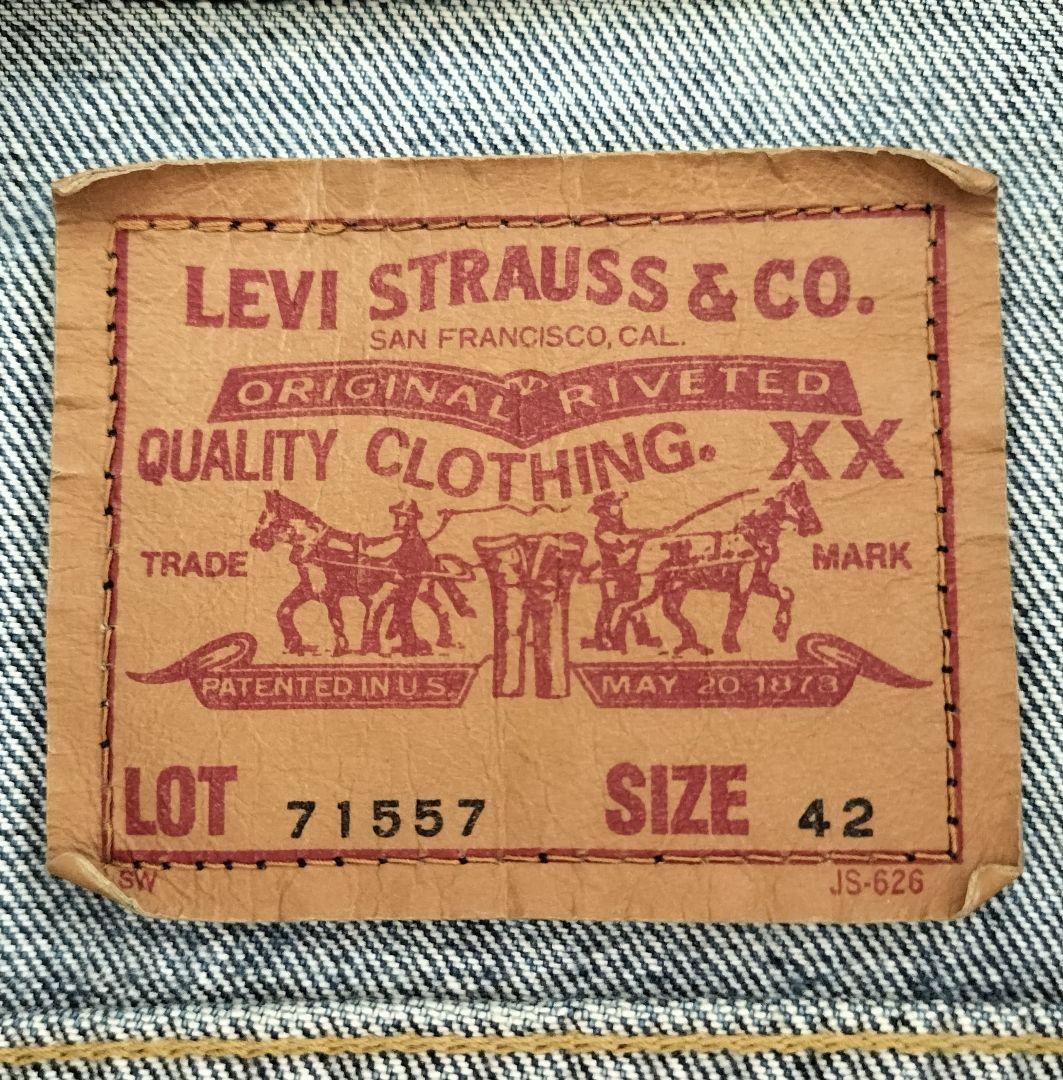 LEVI STRAUSS & CO.
SAN FRANCISCO, CAL.
ORIGINAL RIVETED
QUALITY CLOTHING. XX
TRADE MARK
PATENTED IN U.S. MAY 20 1873
LOT 71557 SIZE 42
SW JS-626